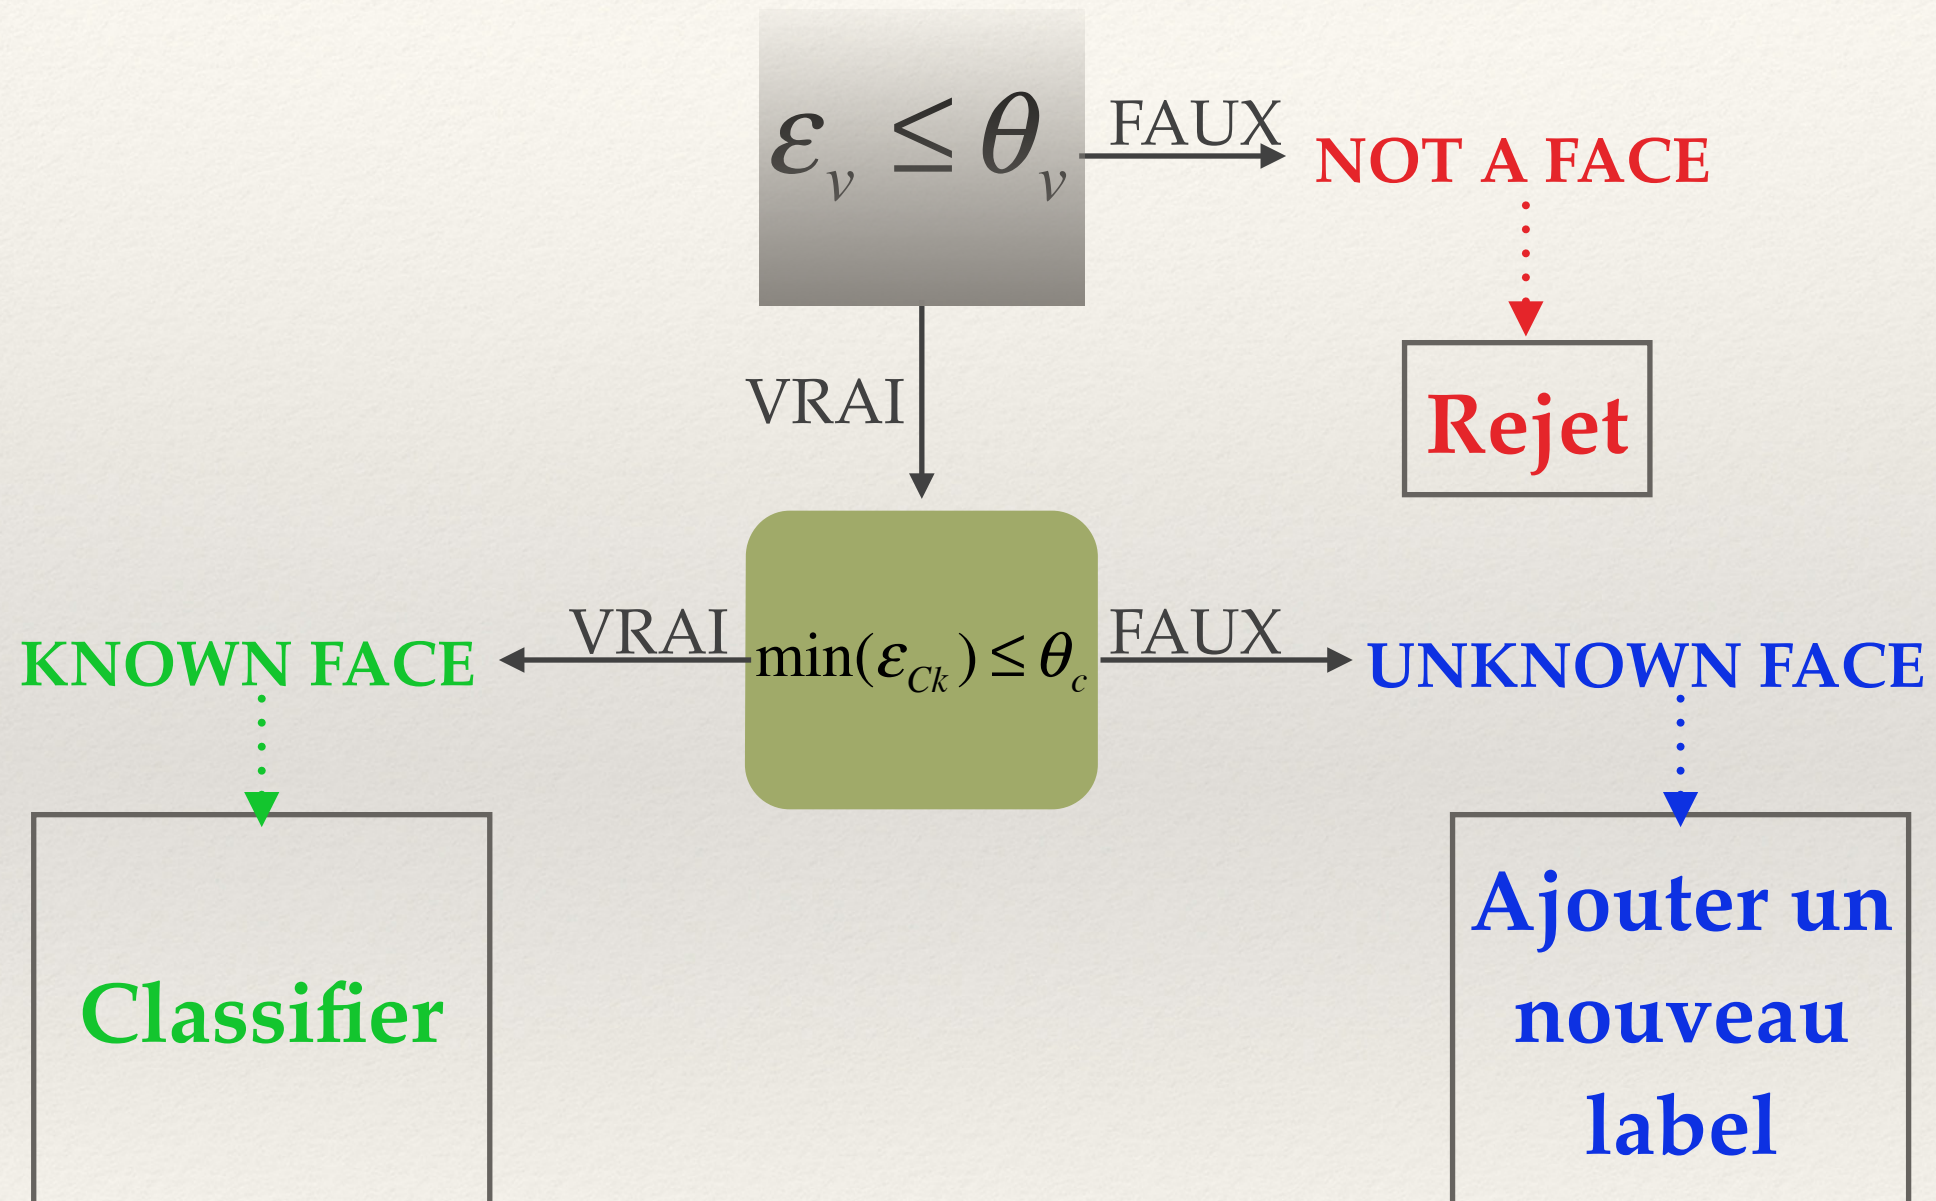 ε_v ≤ θ_v
FAUX
NOT A FACE
Rejet
VRAI
VRAI
min(ε_Ck) ≤ θ_c
FAUX
KNOWN FACE
UNKNOWN FACE
Classifier
Ajouter un
nouveau
label